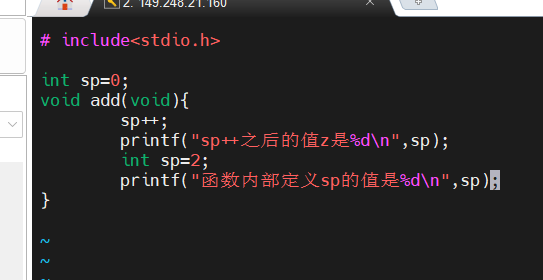 2. 149.248.21.160
# include<stdio.h>
int sp=0;
void add(void){
sp++;
printf("sp++之后的值z是%d\n",sp);
int sp=2;
printf("函数内部定义sp的值是%d\n",sp);
}
~
~
~